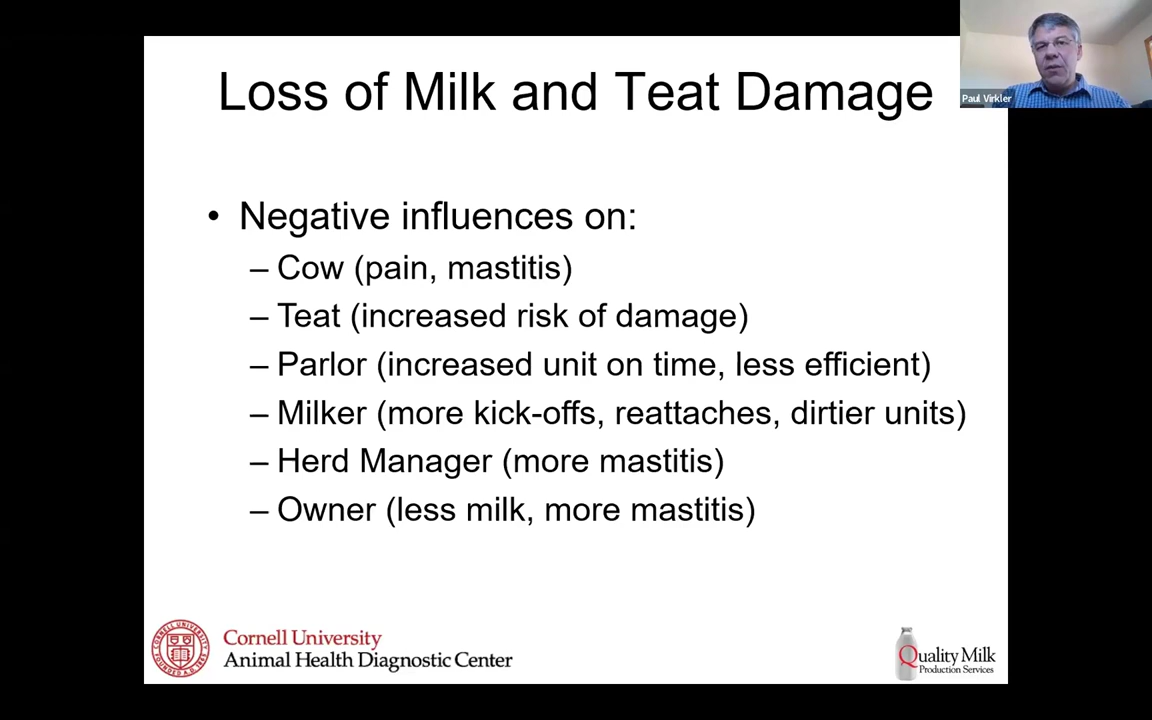 Loss of Milk and Teat Damage
Paul Virkler
• Negative influences on:
– Cow (pain, mastitis)
– Teat (increased risk of damage)
– Parlor (increased unit on time, less efficient)
– Milker (more kick-offs, reattaches, dirtier units)
– Herd Manager (more mastitis)
– Owner (less milk, more mastitis)
Cornell University
Animal Health Diagnostic Center
Quality Milk
Production Services